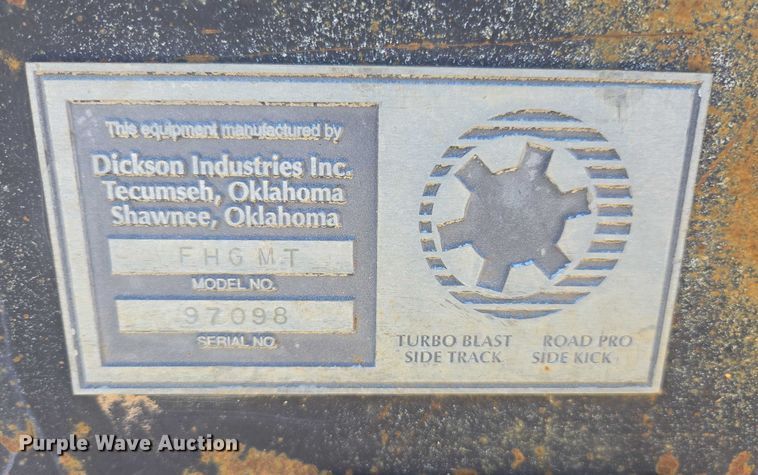 This equipment manufactured by
Dickson Industries Inc.
Tecumseh, Oklahoma
Shawnee, Oklahoma
FHGMT
MODEL NO.
97098
SERIAL NO.
TURBO BLAST ROAD PRO
SIDE TRACK SIDE KICK
Purple Wave Auction